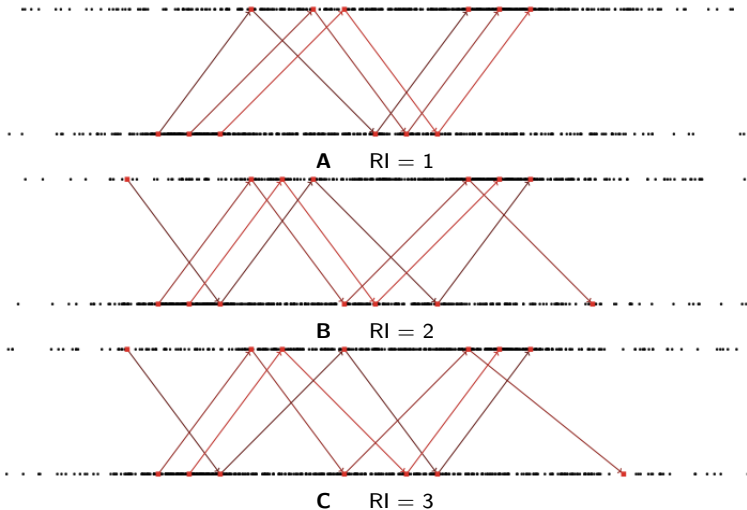 A RI = 1
B RI = 2
C RI = 3